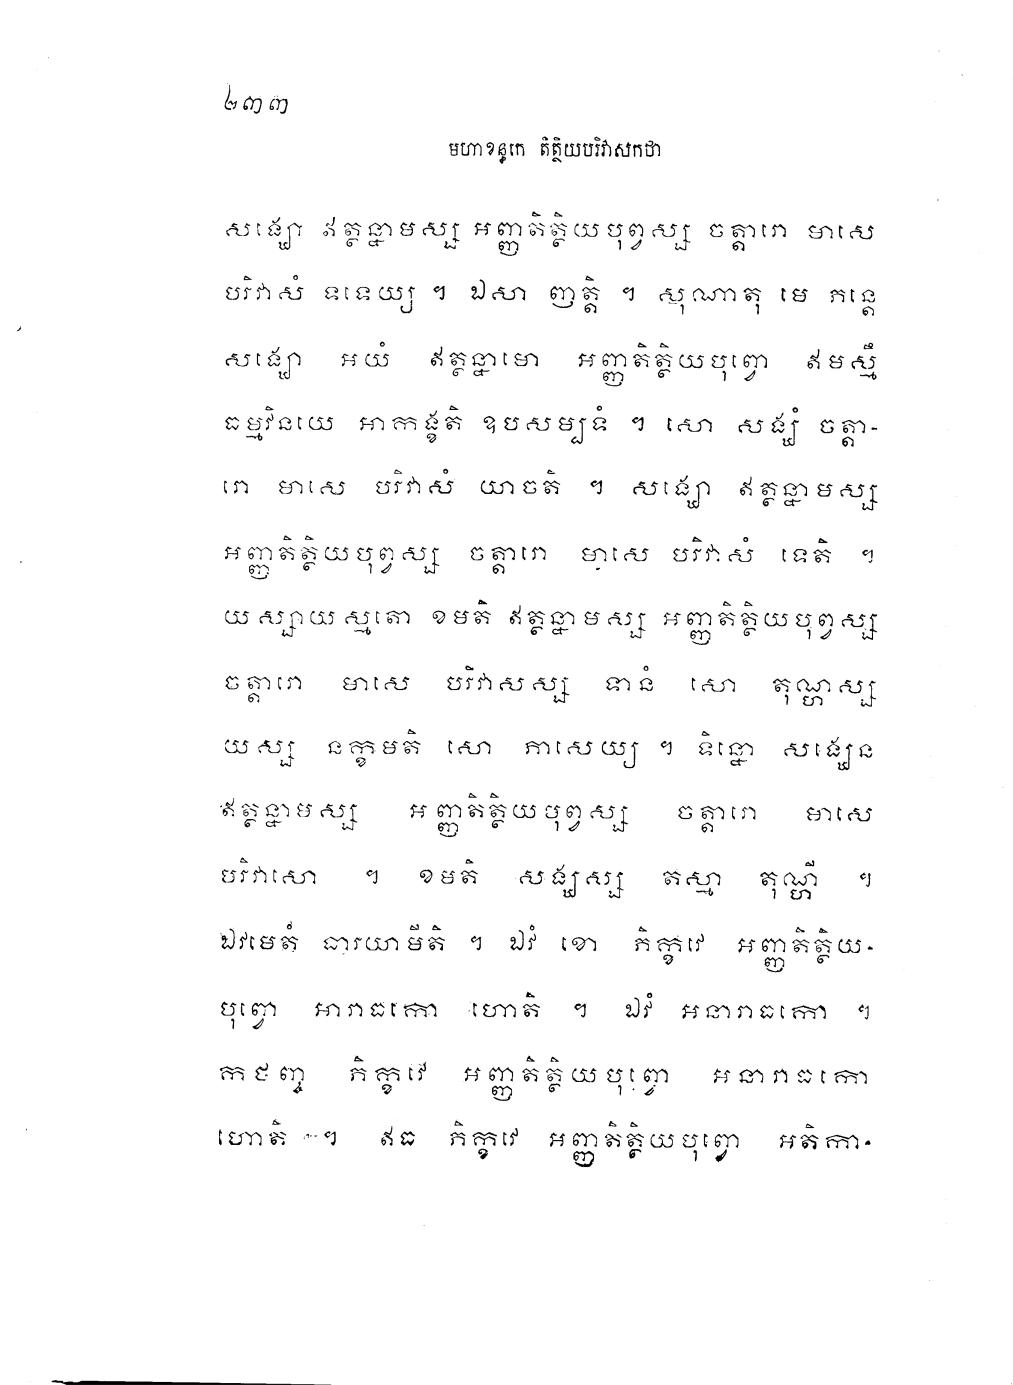 ២៣៣
មហាខន្ធកេ តិត្ថិយបរិវាសកថា
សង្ឃោ ឥត្ថន្នាមស្ស អញ្ញតិត្ថិយបុព្វស្ស ចត្តារោ មាសេ
បរិវាសំ ទទេយ្យ ។ ឯសា ញត្តិ ។ សុណាតុ មេ ភន្តេ
សង្ឃោ អយំ ឥត្ថន្នាមោ អញ្ញតិត្ថិយបុព្វោ ឥមស្មឹ
ធម្មវិនយេ អាកង្ខតិ ឧបសម្បទំ ។ សោ សង្ឃំ ចត្តា-
រោ មាសេ បរិវាសំ យាចតិ ។ សង្ឃោ ឥត្ថន្នាមស្ស
អញ្ញតិត្ថិយបុព្វស្ស ចត្តារោ មាសេ បរិវាសំ ទេតិ ។
យស្សាយស្មតោ ខមតិ ឥត្ថន្នាមស្ស អញ្ញតិត្ថិយបុព្វស្ស
ចត្តារោ មាសេ បរិវាសស្ស ទានំ សោ តុណ្ហស្ស
យស្ស នក្ខមតិ សោ ភាសេយ្យ ។ ទិន្នោ សង្ឃេន
ឥត្ថន្នាមស្ស អញ្ញតិត្ថិយបុព្វស្ស ចត្តារោ មាសេ
បរិវាសោ ។ ខមតិ សង្ឃស្ស តស្មា តុណ្ហី ។
ឯវមេតំ ធារយាមីតិ ។ ឯវំ ខោ ភិក្ខវេ អញ្ញតិត្ថិយ-
បុព្វោ អារាធកោ ហោតិ ។ ឯវំ អនារាធកោ ។
កថញ្ច ភិក្ខវេ អញ្ញតិត្ថិយបុព្វោ អនារាធកោ
ហោតិ ។ ឥធ ភិក្ខវេ អញ្ញតិត្ថិយបុព្វោ អតិកា-